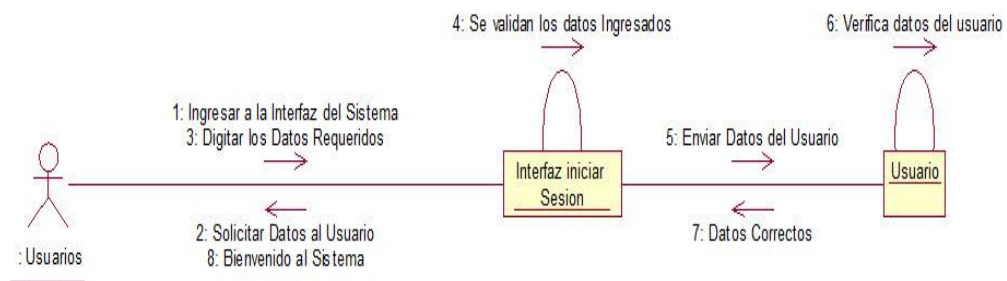 4: Se validan los datos Ingresados
6: Verifica datos del usuario
1: Ingresar a la Interfaz del Sistema
3: Digitar los Datos Requeridos
5: Enviar Datos del Usuario
Interfaz iniciar
Sesion
Usuario
2: Solicitar Datos al Usuario
8: Bienvenido al Sistema
7: Datos Correctos
: Usuarios